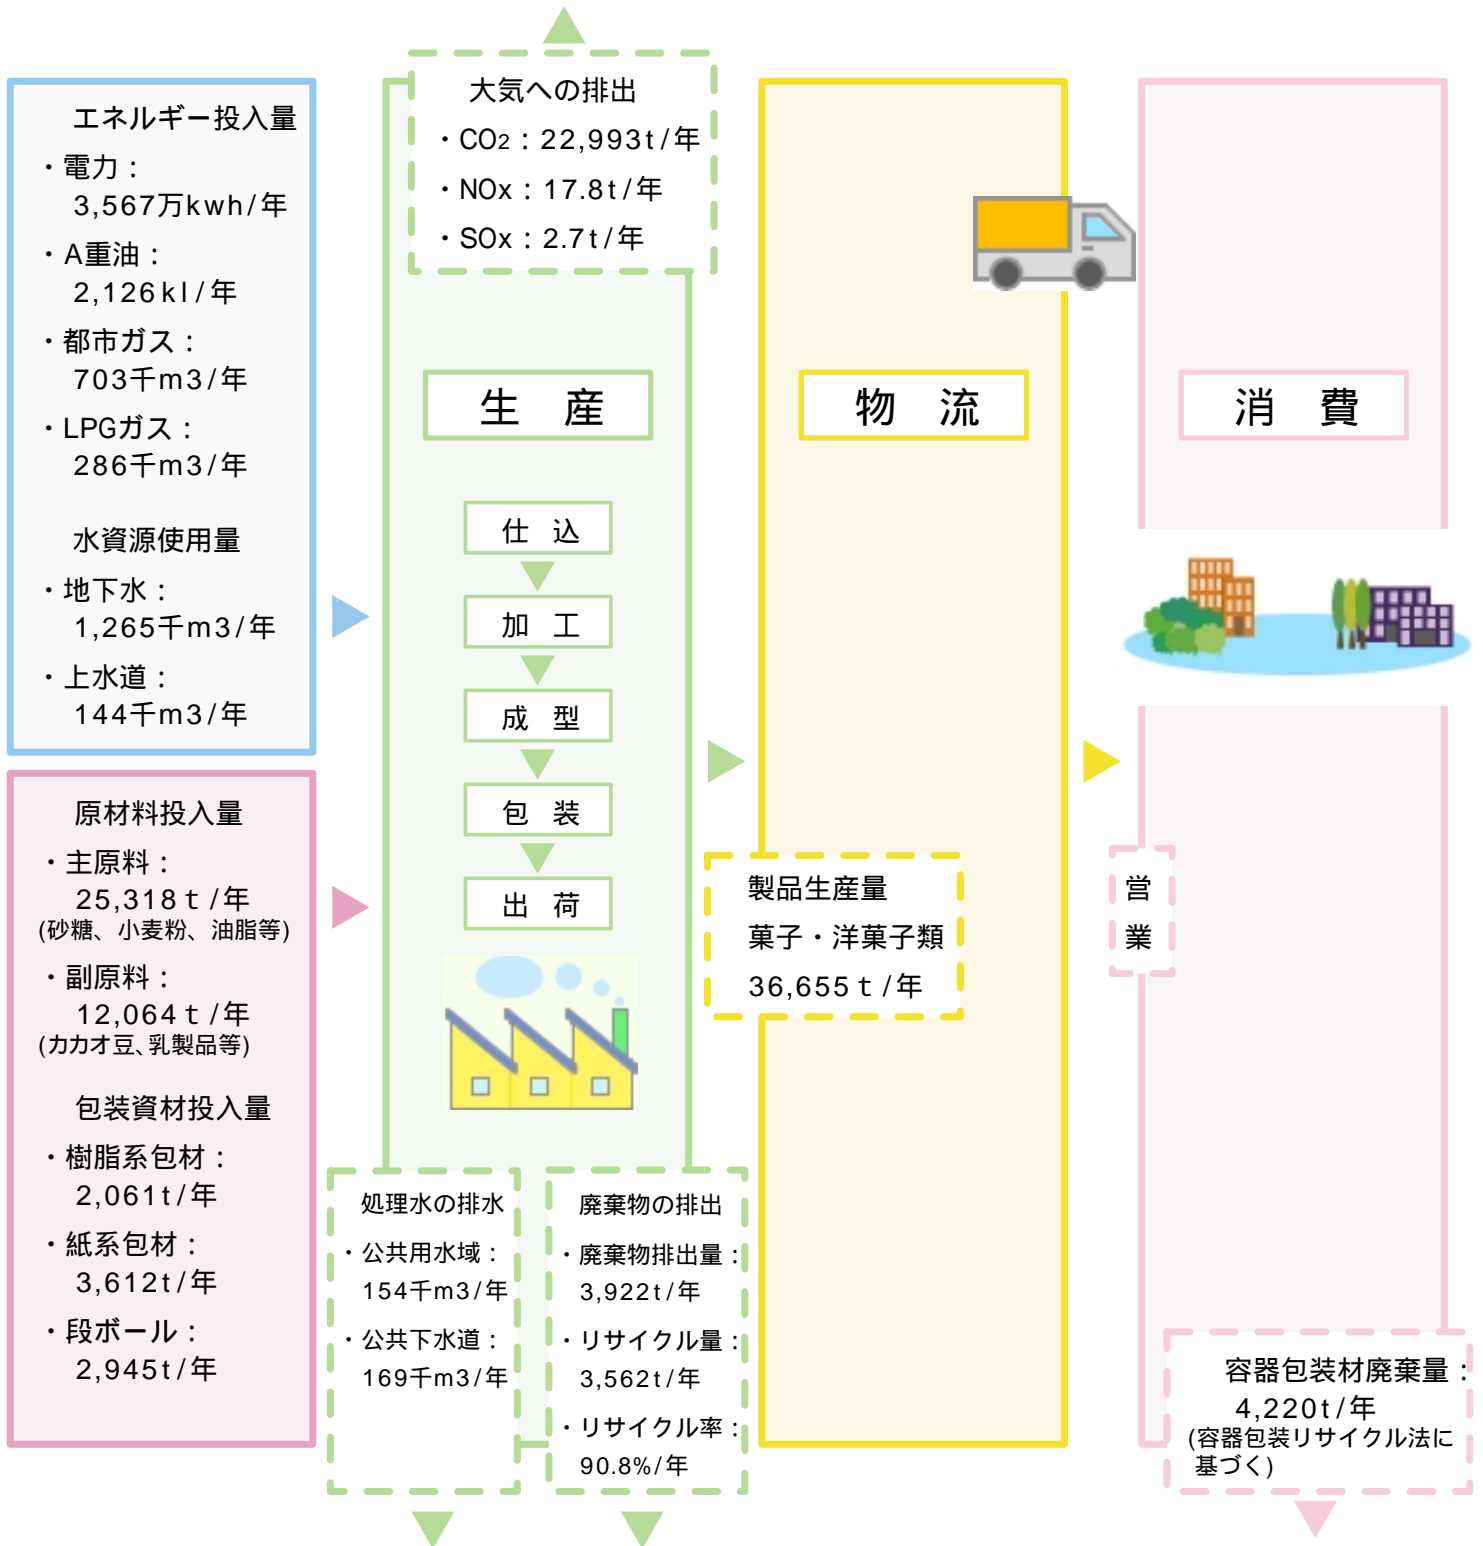 エネルギー投入量
・電力：
3,567万kwh/年
・A重油：
2,126kl/年
・都市ガス：
703千m3/年
・LPGガス：
286千m3/年
水資源使用量
・地下水：
1,265千m3/年
・上水道：
144千m3/年
原材料投入量
・主原料：
25,318ｔ/年
(砂糖、小麦粉、油脂等)
・副原料：
12,064ｔ/年
(カカオ豆、乳製品等)
包装資材投入量
・樹脂系包材：
2,061t/年
・紙系包材：
3,612t/年
・段ボール：
2,945t/年
大気への排出
・CO2：22,993t/年
・NOx：17.8t/年
・SOx：2.7t/年
生　産
仕　込
加　工
成　型
包　装
出　荷
処理水の排水
・公共用水域：
154千m3/年
・公共下水道：
169千m3/年
廃棄物の排出
・廃棄物排出量：
3,922t/年
・リサイクル量：
3,562t/年
・リサイクル率：
90.8%/年
物　流
製品生産量
菓子・洋菓子類
36,655ｔ/年
消　費
営
業
容器包装材廃棄量：
4,220t/年
(容器包装リサイクル法に
基づく)